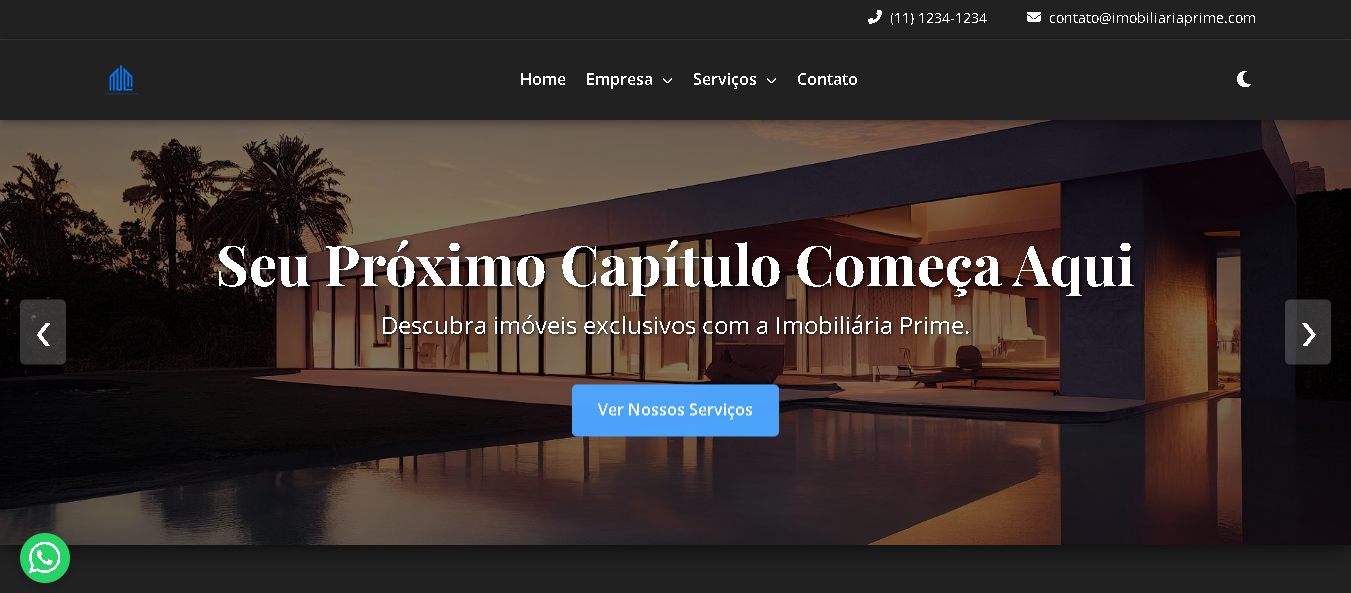 (11) 1234-1234 contato@imobiliariaprime.com
Home Empresa Serviços Contato
Seu Próximo Capítulo Começa Aqui
Descubra imóveis exclusivos com a Imobiliária Prime.
Ver Nossos Serviços